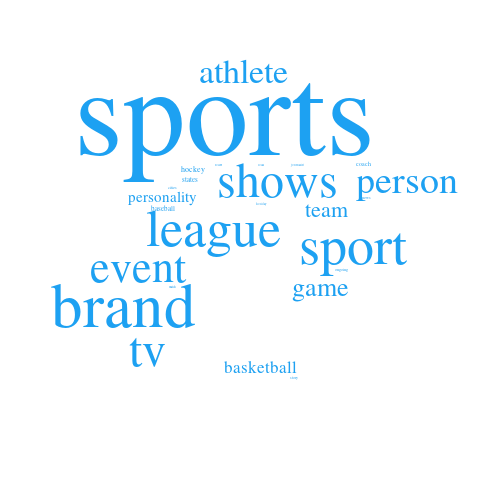 athlete
sports
hockey
shows
coach
person
states
personality
baseball
team
league
sport
event
game
brand
tv
basketball